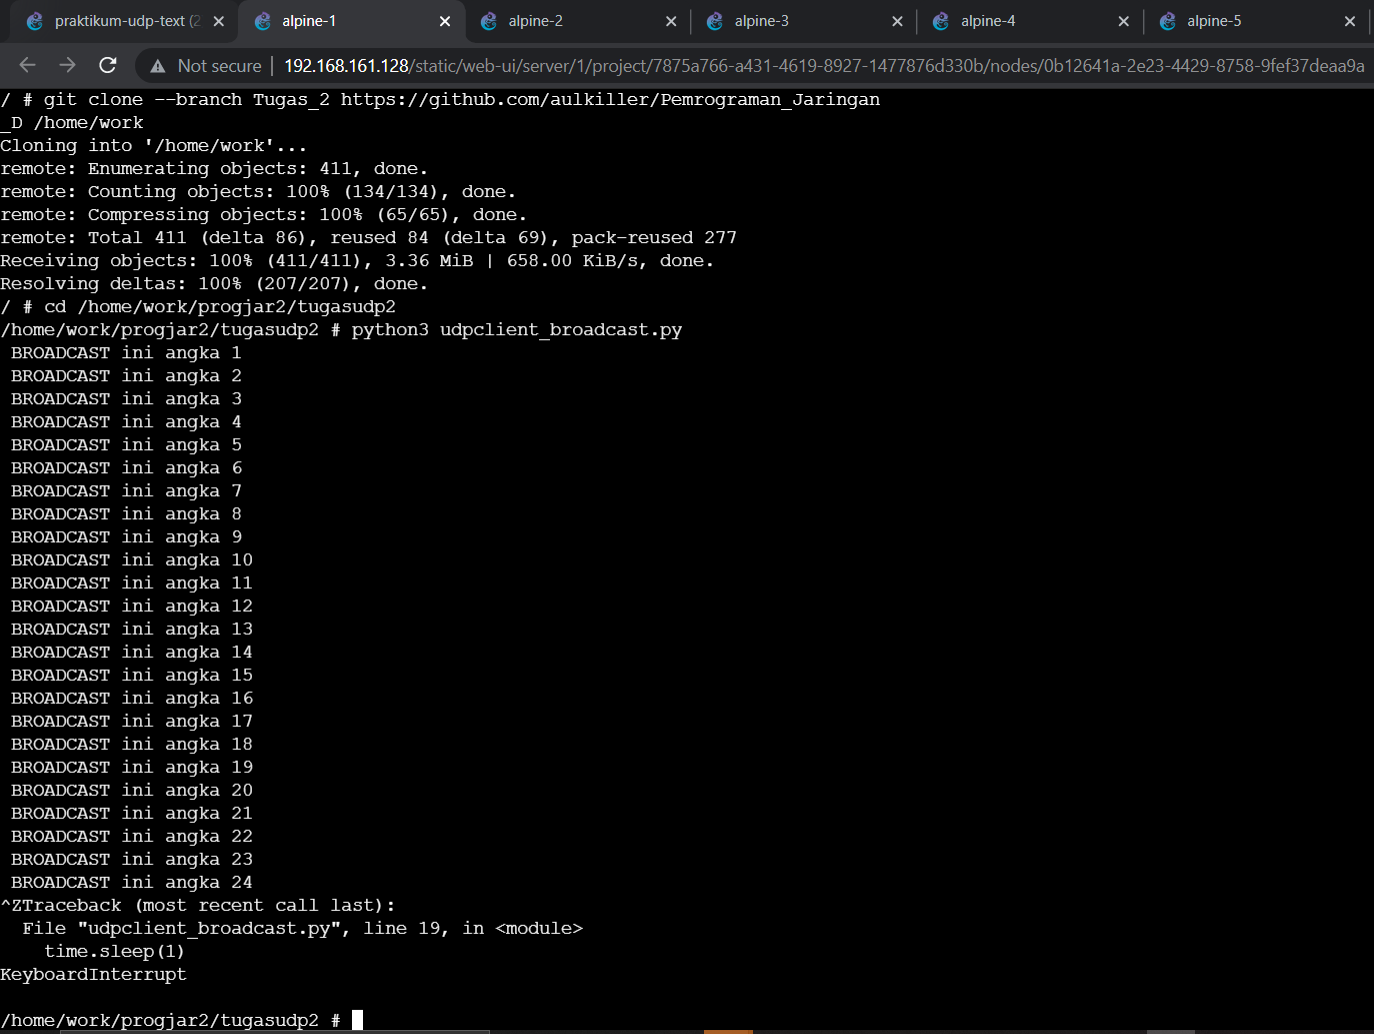 praktikum-udp-text (2
alpine-1
alpine-2
alpine-3
alpine-4
alpine-5
Not secure | 192.168.161.128/static/web-ui/server/1/project/7875a766-a431-4619-8927-1477876d330b/nodes/0b12641a-2e23-4429-8758-9fef37deaa9a
/ # git clone --branch Tugas_2 https://github.com/aulkiller/Pemrograman_Jaringan
_D /home/work
Cloning into '/home/work'...
remote: Enumerating objects: 411, done.
remote: Counting objects: 100% (134/134), done.
remote: Compressing objects: 100% (65/65), done.
remote: Total 411 (delta 86), reused 84 (delta 69), pack-reused 277
Receiving objects: 100% (411/411), 3.36 MiB | 658.00 KiB/s, done.
Resolving deltas: 100% (207/207), done.
/ # cd /home/work/progjar2/tugasudp2
/home/work/progjar2/tugasudp2 # python3 udpclient_broadcast.py
BROADCAST ini angka 1
BROADCAST ini angka 2
BROADCAST ini angka 3
BROADCAST ini angka 4
BROADCAST ini angka 5
BROADCAST ini angka 6
BROADCAST ini angka 7
BROADCAST ini angka 8
BROADCAST ini angka 9
BROADCAST ini angka 10
BROADCAST ini angka 11
BROADCAST ini angka 12
BROADCAST ini angka 13
BROADCAST ini angka 14
BROADCAST ini angka 15
BROADCAST ini angka 16
BROADCAST ini angka 17
BROADCAST ini angka 18
BROADCAST ini angka 19
BROADCAST ini angka 20
BROADCAST ini angka 21
BROADCAST ini angka 22
BROADCAST ini angka 23
BROADCAST ini angka 24
^ZTraceback (most recent call last):
File "udpclient_broadcast.py", line 19, in <module>
time.sleep(1)
KeyboardInterrupt
/home/work/progjar2/tugasudp2 #